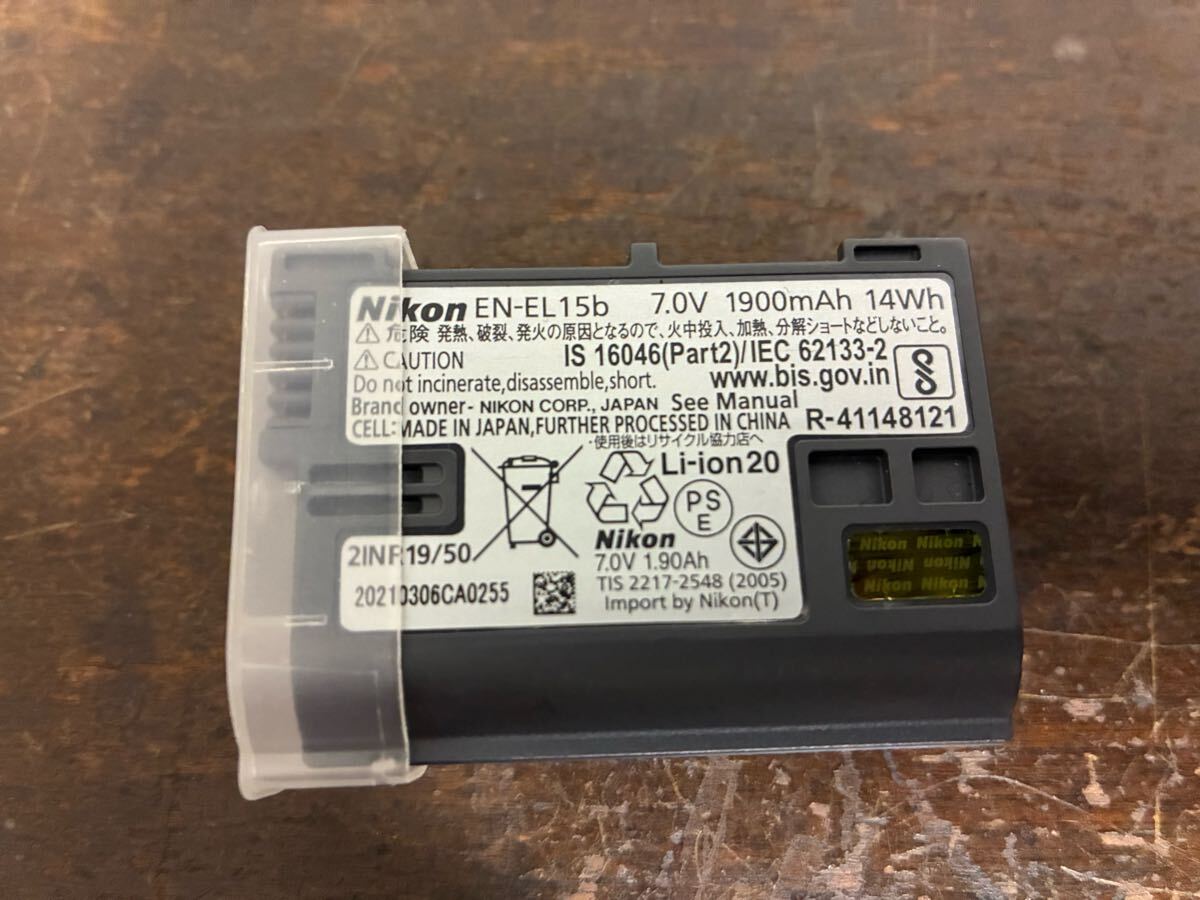 Nikon EN-EL15b 7.0V 1900mAh 14Wh
⚠危険 発熱、破裂、発火の原因となるので、火中投入、加熱、分解ショートなどしないこと。
⚠CAUTION IS 16046(Part2)/IEC 62133-2
Do not incinerate,disassemble,short. www.bis.gov.in
Brand owner- NIKON CORP., JAPAN See Manual
CELL:MADE IN JAPAN,FURTHER PROCESSED IN CHINA R-41148121
・使用後はリサイクル協力店へ
Li-ion20
PS
E
2INR19/50
Nikon
7.0V 1.90Ah
TIS 2217-2548 (2005)
20210306CA0255
Import by Nikon(T)
Nikon Nikon N
Nikon Nikon
Nikon Nikon